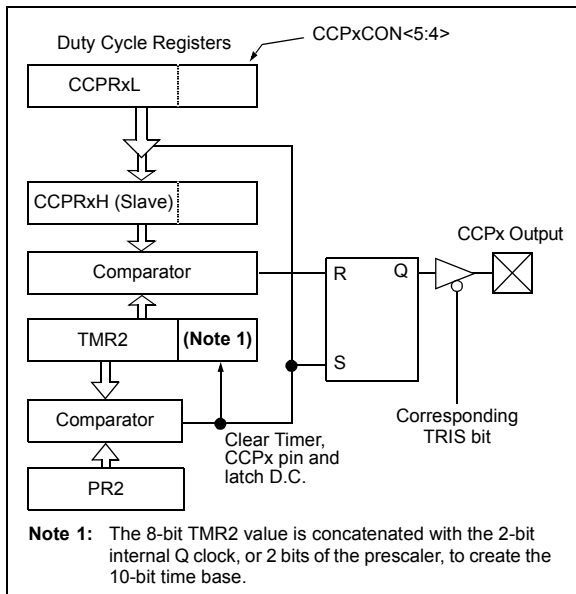 Duty Cycle Registers
CCPxCON<5:4>
CCPRxL
CCPRxH (Slave)
Comparator
R
Q
S
CCPx Output
TMR2
(Note 1)
Comparator
Clear Timer,
CCPx pin and
latch D.C.
Corresponding
TRIS bit
PR2
Note 1: The 8-bit TMR2 value is concatenated with the 2-bit
internal Q clock, or 2 bits of the prescaler, to create the
10-bit time base.